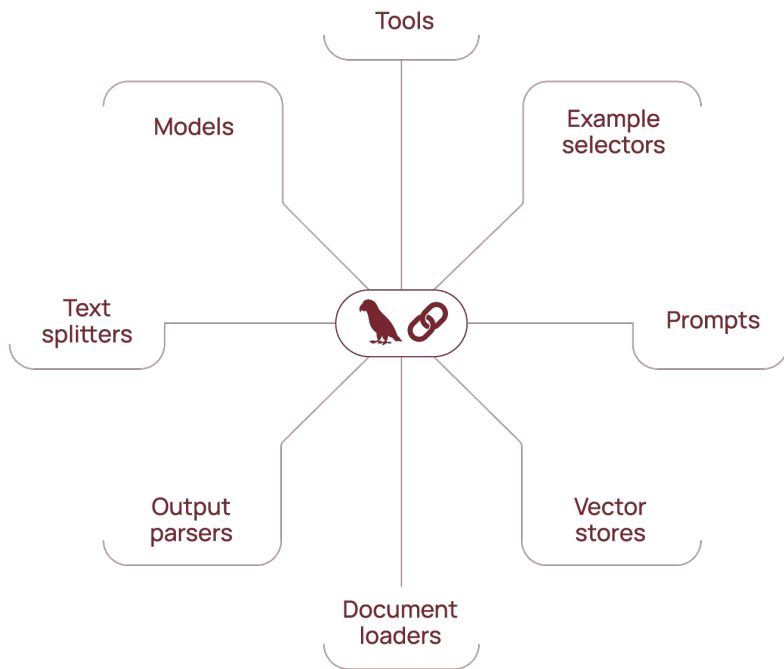 Tools
Models
Example
selectors
Text
splitters
Prompts
Output
parsers
Vector
stores
Document
loaders